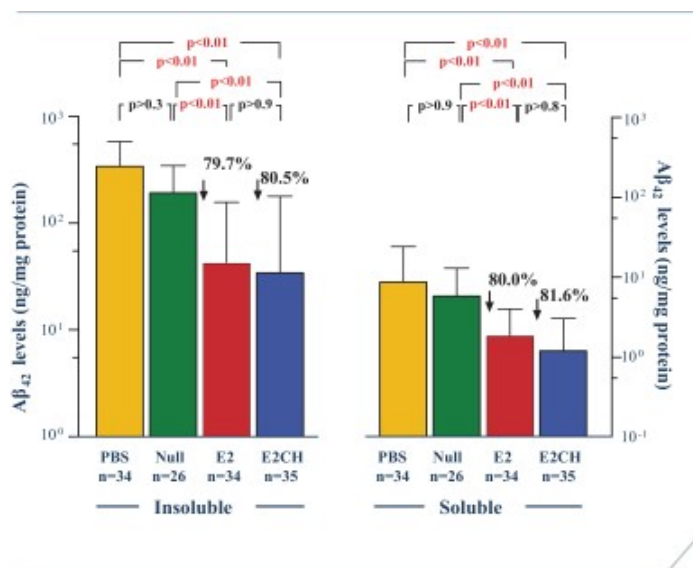 p<0.01
p<0.01
p<0.01
p>0.3 p<0.01 p>0.9
p<0.01
p<0.01
p<0.01
p>0.9 p<0.01 p>0.8
Aβ42 levels (ng/mg protein)
10³
10²
10¹
10⁰
79.7%
80.5%
PBS Null E2 E2CH
n=34 n=26 n=34 n=35
Insoluble
80.0%
81.6%
PBS Null E2 E2CH
n=34 n=26 n=34 n=35
Soluble
10³
10²
10¹
10⁰
10⁻¹
Aβ42 levels (ng/mg protein)